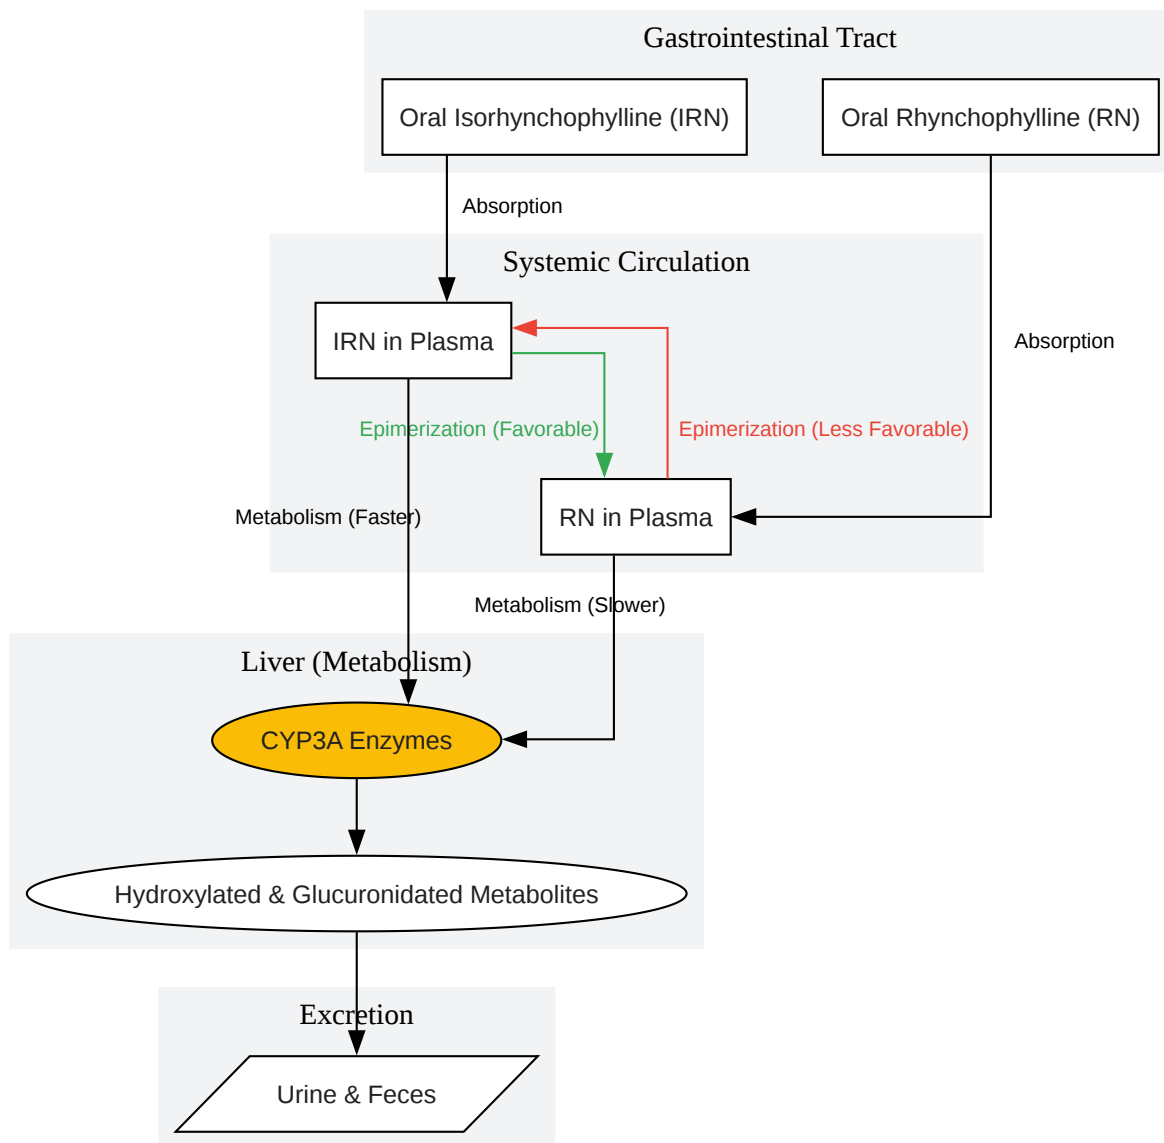 Gastrointestinal Tract
Oral Isorhynchophylline (IRN)
Oral Rhynchophylline (RN)
Absorption
Systemic Circulation
IRN in Plasma
Absorption
Epimerization (Favorable)
Epimerization (Less Favorable)
Metabolism (Faster)
RN in Plasma
Metabolism (Slower)
Liver (Metabolism)
CYP3A Enzymes
Hydroxylated & Glucuronidated Metabolites
Excretion
Urine & Feces